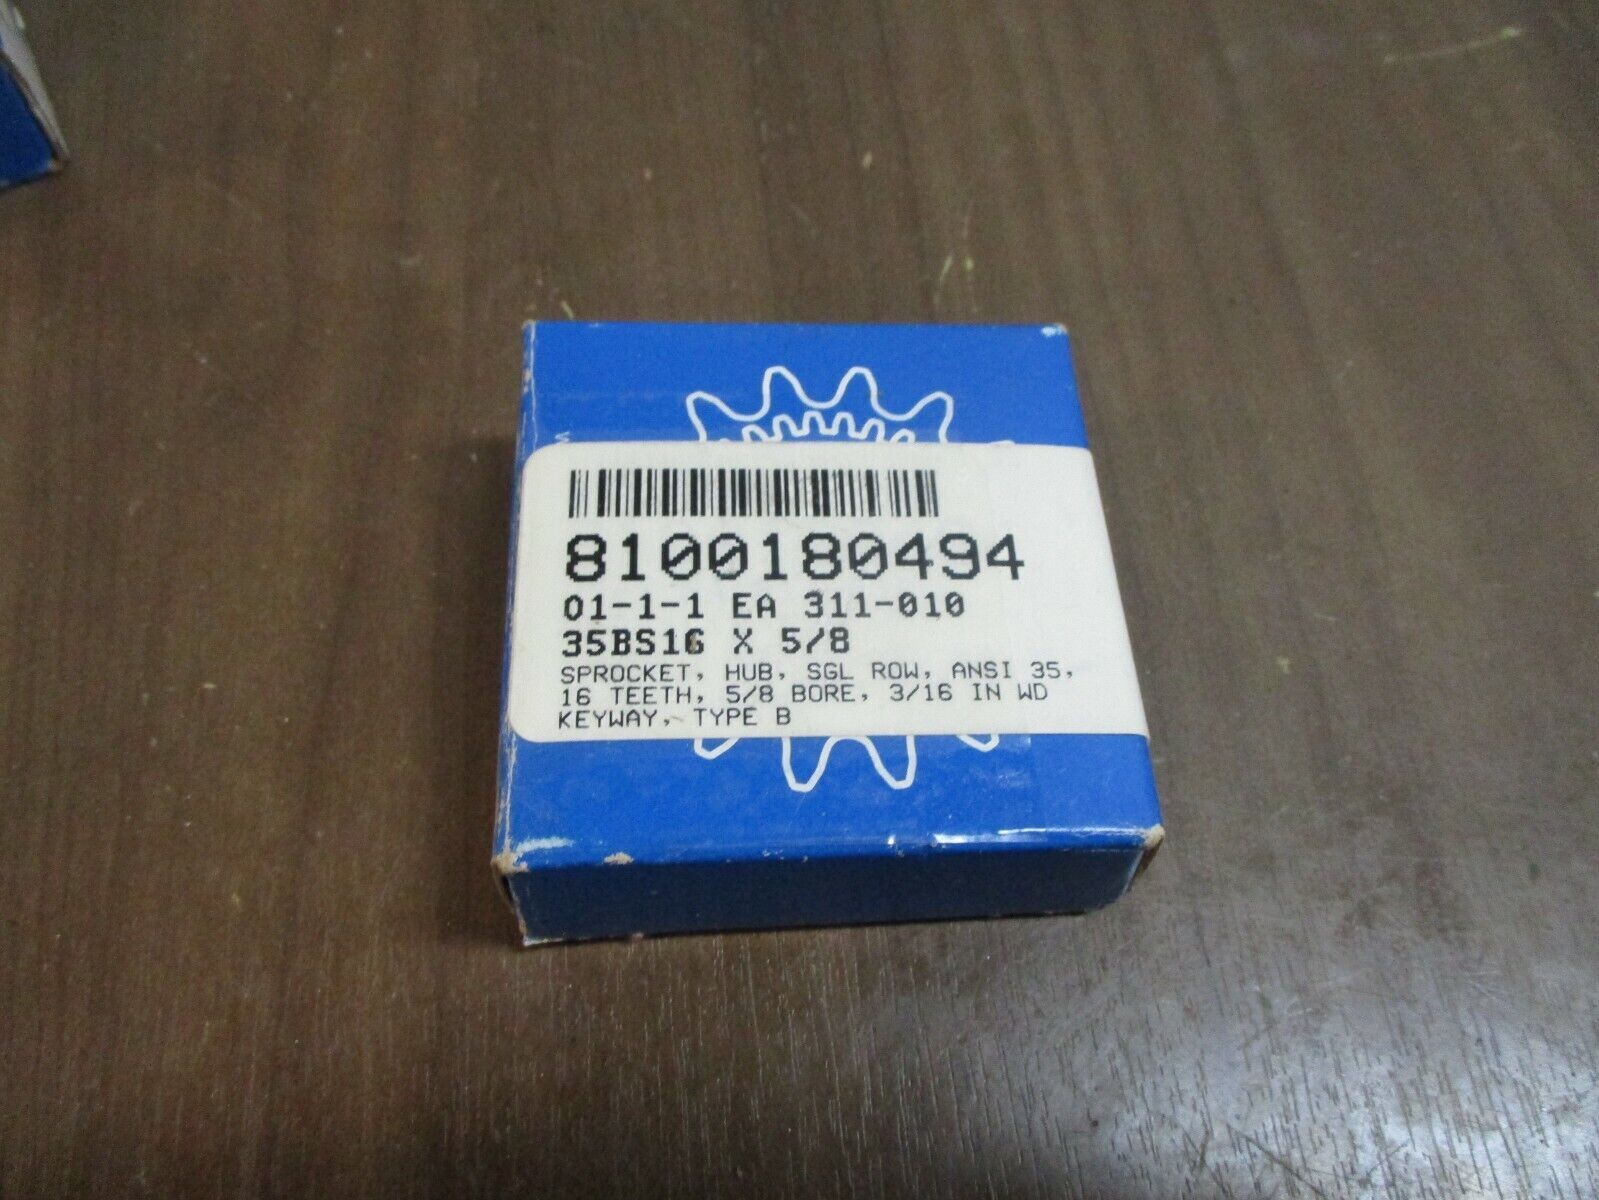 8100180494
01-1-1 EA 311-010
35BS16 X 5/8
SPROCKET, HUB, SGL ROW, ANSI 35,
16 TEETH, 5/8 BORE, 3/16 IN WD
KEYWAY, TYPE B